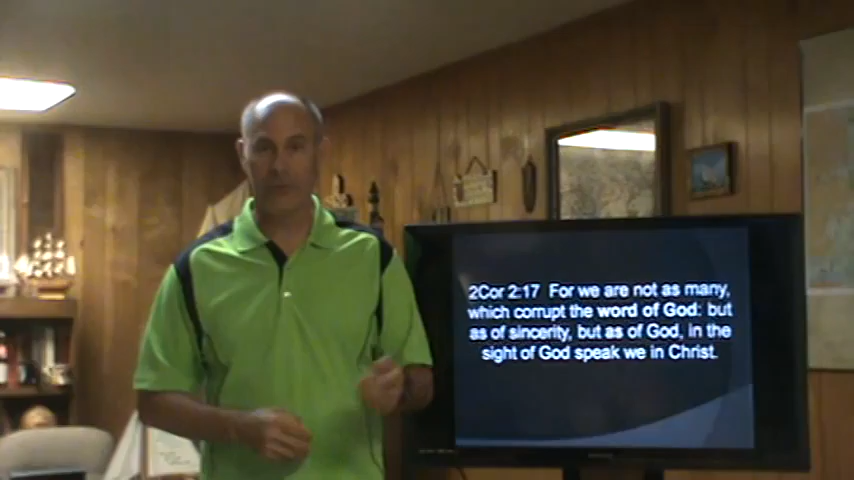 2Cor 2:17 For we are not as many,
which corrupt the word of God: but
as of sincerity, but as of God, in the
sight of God speak we in Christ.